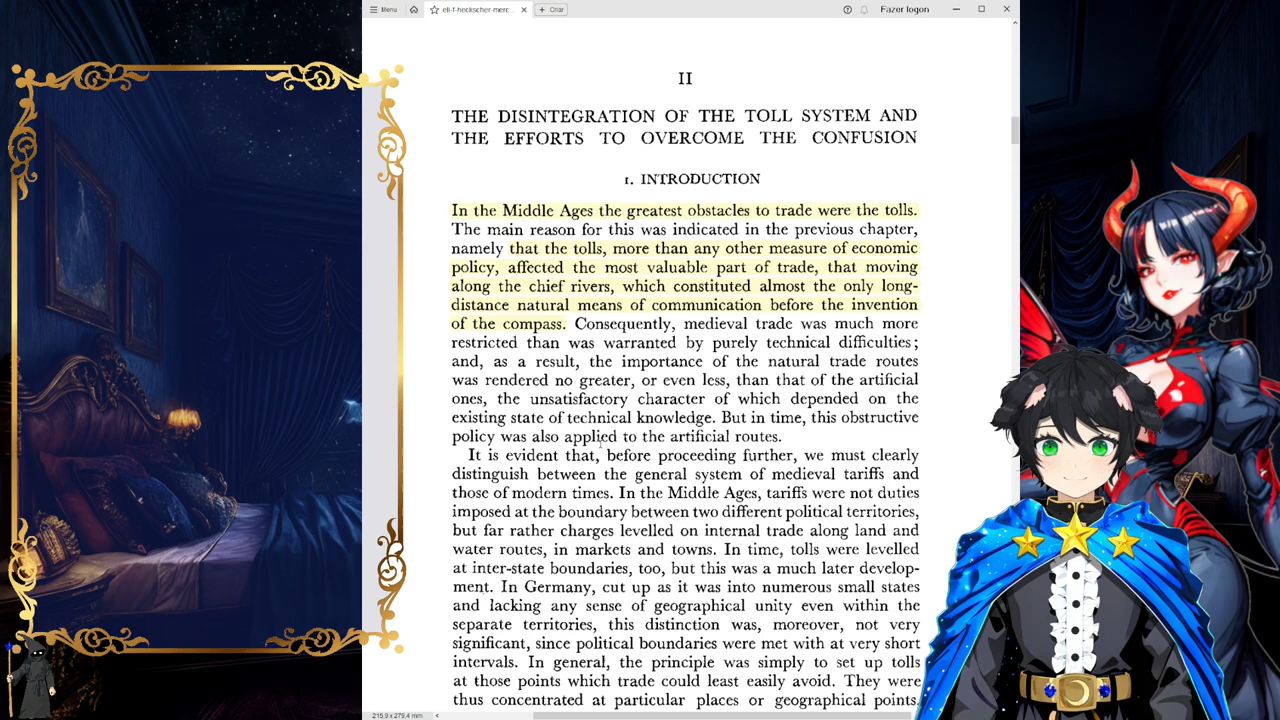 Menu
eli-f-heckscher-merc...
Criar
Fazer logon
II
THE DISINTEGRATION OF THE TOLL SYSTEM AND
THE EFFORTS TO OVERCOME THE CONFUSION
1. INTRODUCTION
In the Middle Ages the greatest obstacles to trade were the tolls.
The main reason for this was indicated in the previous chapter,
namely that the tolls, more than any other measure of economic
policy, affected the most valuable part of trade, that moving
along the chief rivers, which constituted almost the only long-
distance natural means of communication before the invention
of the compass. Consequently, medieval trade was much more
restricted than was warranted by purely technical difficulties;
and, as a result, the importance of the natural trade routes
was rendered no greater, or even less, than that of the artificial
ones, the unsatisfactory character of which depended on the
existing state of technical knowledge. But in time, this obstructive
policy was also applied to the artificial routes.
It is evident that, before proceeding further, we must clearly
distinguish between the general system of medieval tariffs and
those of modern times. In the Middle Ages, tariffs were not duties
imposed at the boundary between two different political territories,
but far rather charges levelled on internal trade along land and
water routes, in markets and towns. In time, tolls were levelled
at inter-state boundaries, too, but this was a much later develop-
ment. In Germany, cut up as it was into numerous small states
and lacking any sense of geographical unity even within the
separate territories, this distinction was, moreover, not very
significant, since political boundaries were met with at very short
intervals. In general, the principle was simply to set up tolls
at those points which trade could least easily avoid. They were
thus concentrated at particular places or geographical points.
215,9 x 279,4 mm